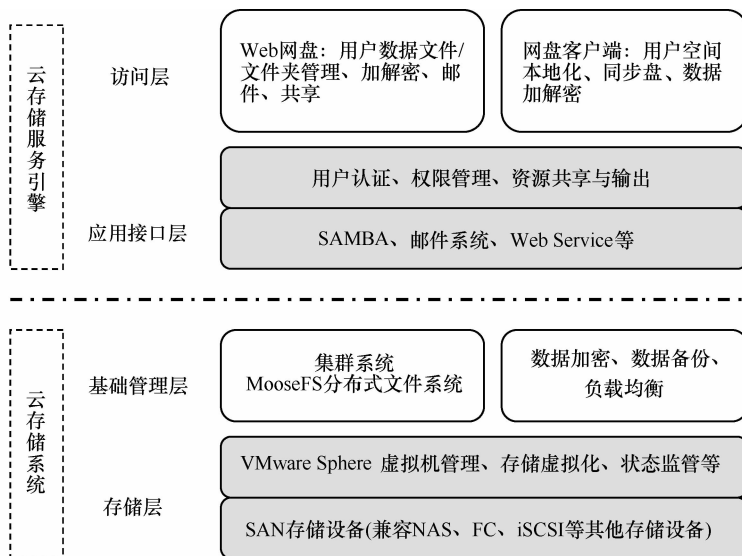 云存储服务引擎
访问层
Web网盘：用户数据文件/
文件夹管理、加解密、邮
件、共享
网盘客户端：用户空间
本地化、同步盘、数据
加解密
用户认证、权限管理、资源共享与输出
应用接口层
SAMBA、邮件系统、Web Service等
云存储系统
基础管理层
集群系统
MooseFS分布式文件系统
数据加密、数据备份、
负载均衡
VMware Sphere 虚拟机管理、存储虚拟化、状态监管等
存储层
SAN存储设备(兼容NAS、FC、iSCSI等其他存储设备)